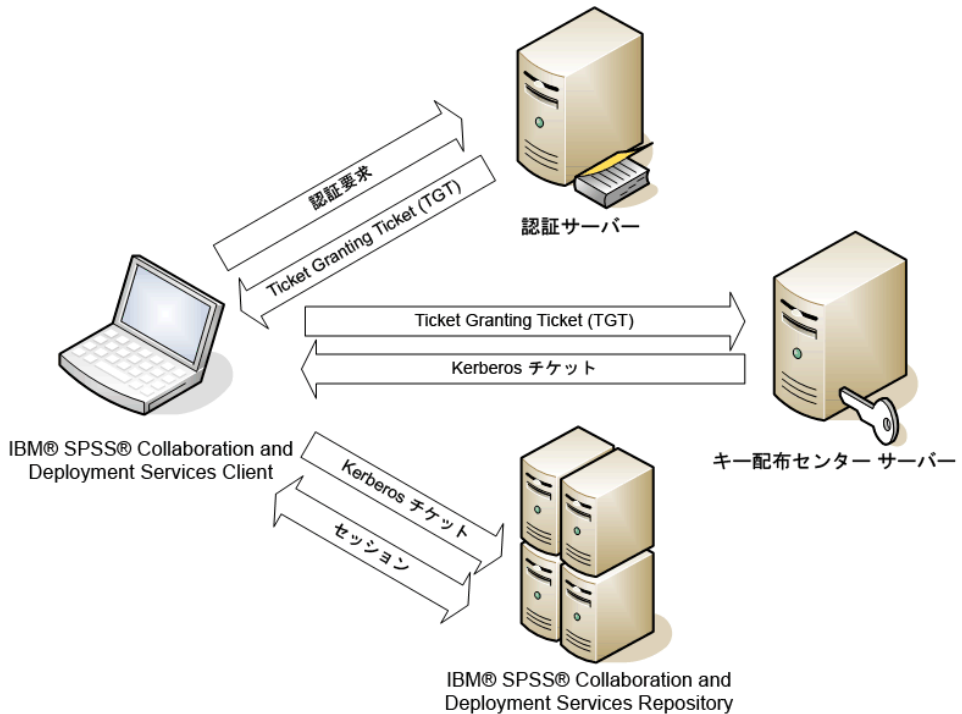 認証要求
Ticket Granting Ticket (TGT)
認証サーバー
Ticket Granting Ticket (TGT)
Kerberos チケット
IBM® SPSS® Collaboration and
Deployment Services Client
キー配布センター サーバー
Kerberos チケット
セッション
IBM® SPSS® Collaboration and
Deployment Services Repository